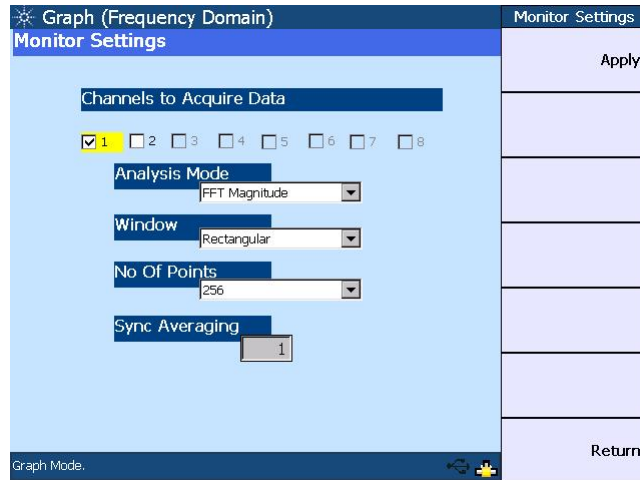 Graph (Frequency Domain)
Monitor Settings
Monitor Settings
Apply
Channels to Acquire Data
1 2 3 4 5 6 7 8
Analysis Mode
FFT Magnitude
Window
Rectangular
No Of Points
256
Sync Averaging
1
Return
Graph Mode.